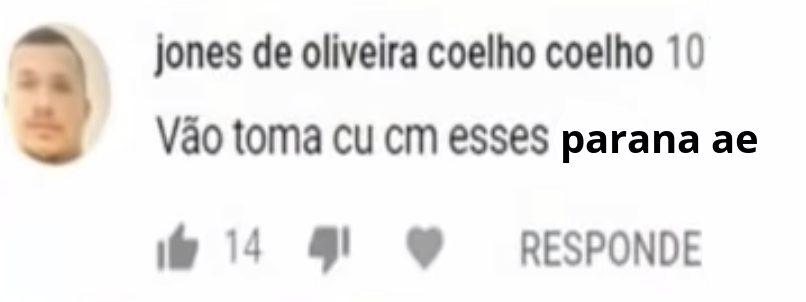 jones de oliveira coelho coelho 10
Vão toma cu cm esses parana ae
14 RESPONDE